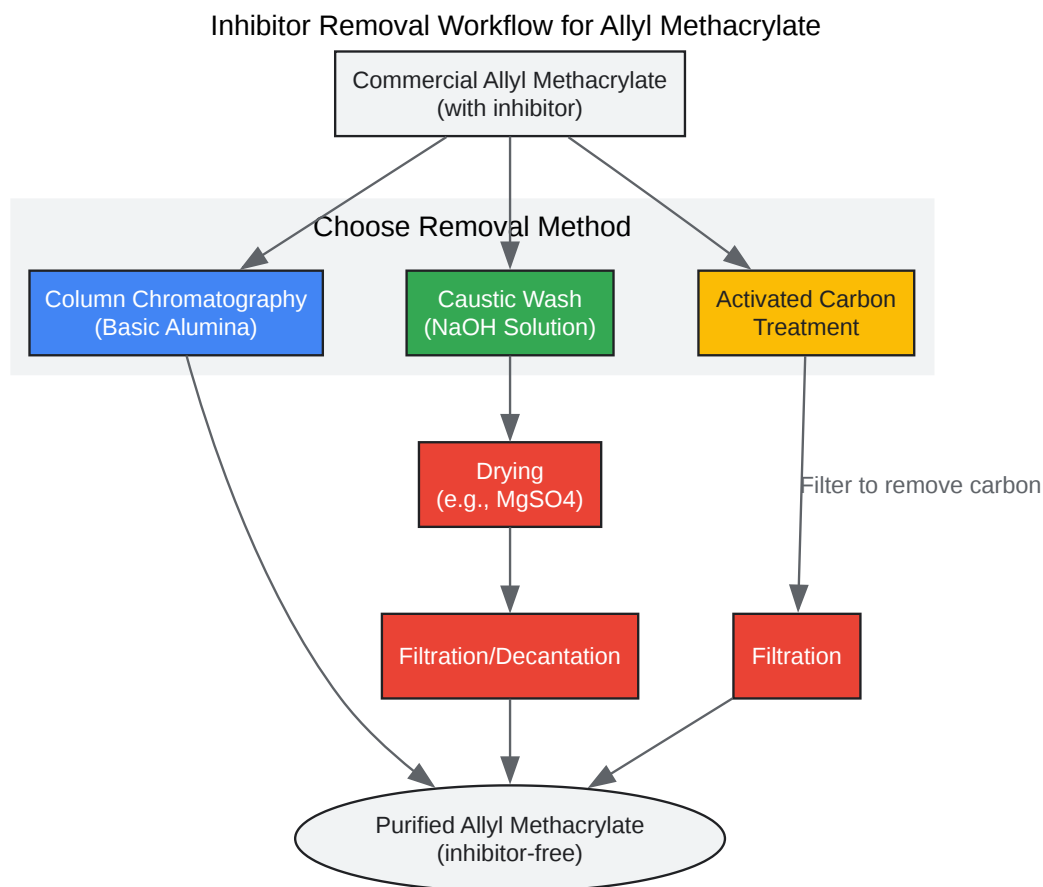 Inhibitor Removal Workflow for Allyl Methacrylate
Commercial Allyl Methacrylate
(with inhibitor)
Choose Removal Method
Column Chromatography
(Basic Alumina)
Caustic Wash
(NaOH Solution)
Activated Carbon
Treatment
Drying
(e.g., MgSO4)
Filter to remove carbon
Filtration/Decantation
Filtration
Purified Allyl Methacrylate
(inhibitor-free)